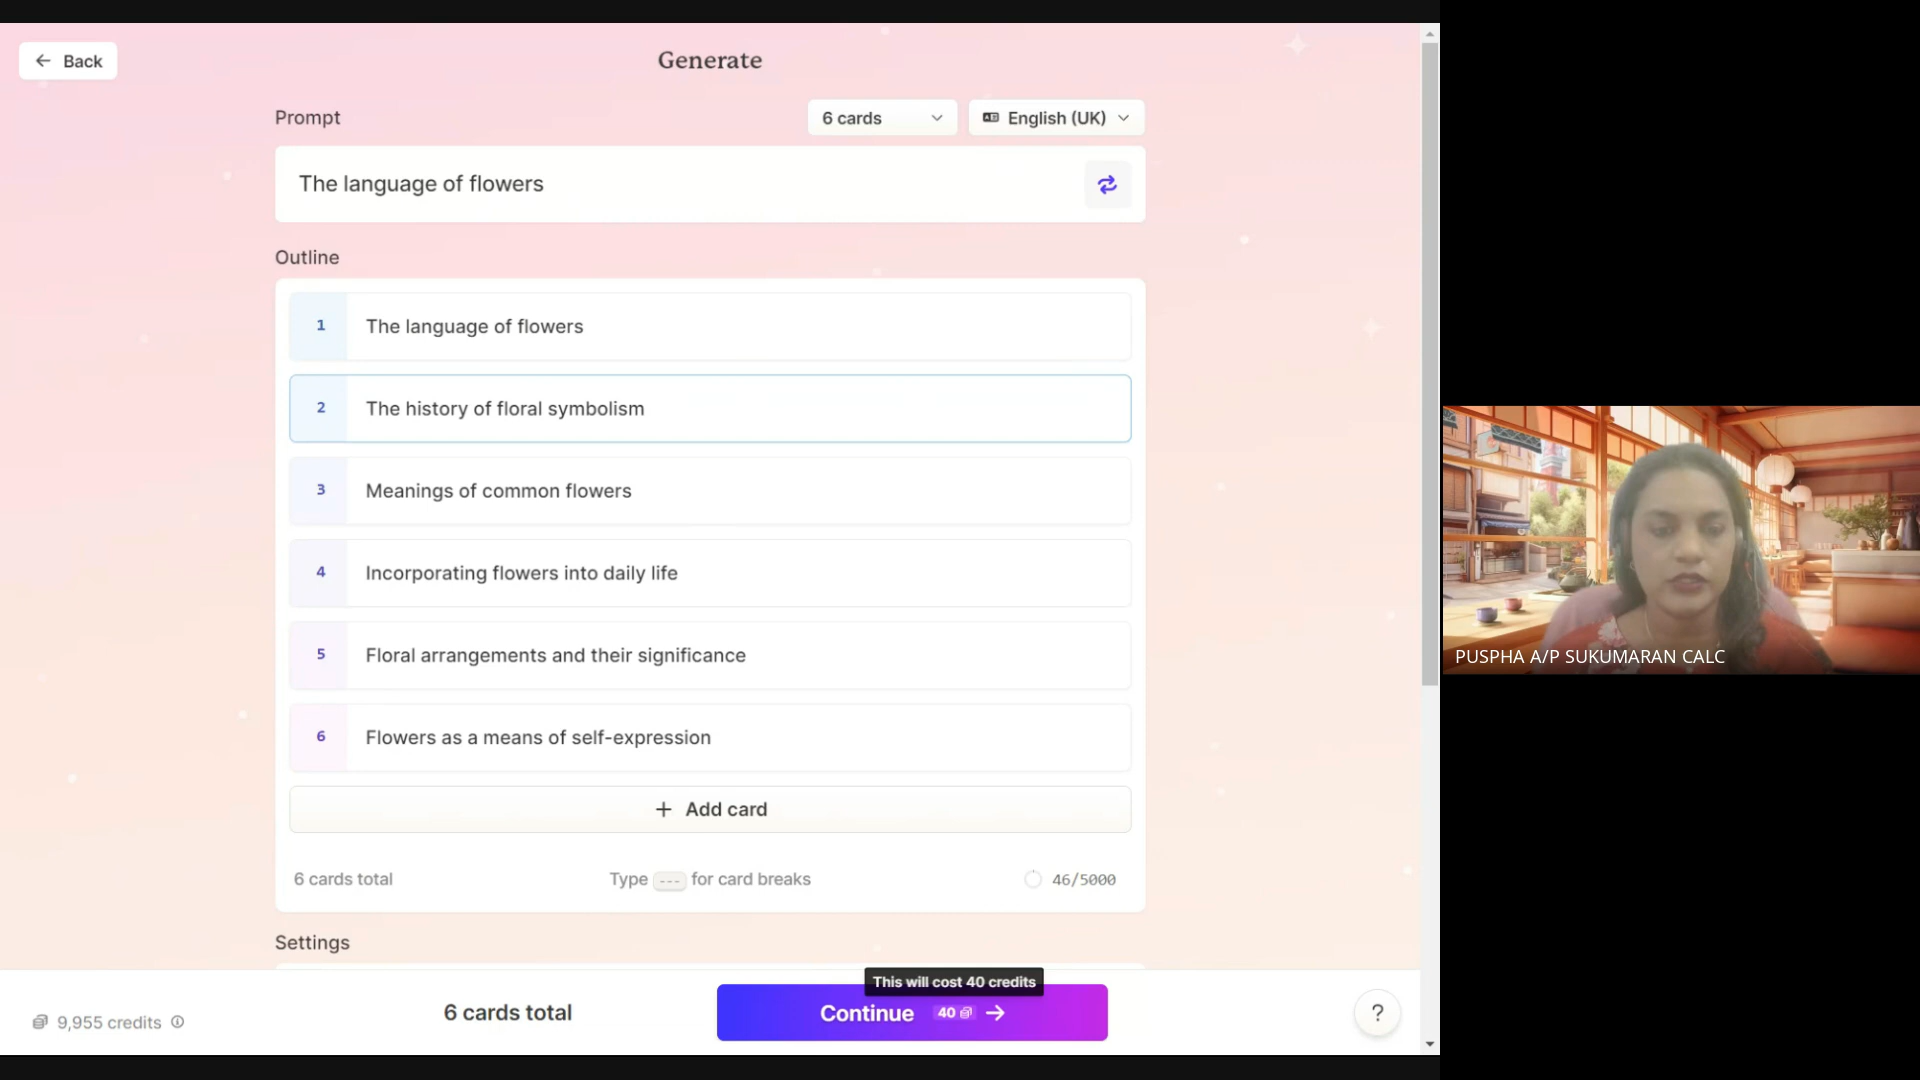 Back
Generate
Prompt
6 cards
English (UK)
The language of flowers
Outline
1 The language of flowers
2 The history of floral symbolism
3 Meanings of common flowers
4 Incorporating flowers into daily life
5 Floral arrangements and their significance
6 Flowers as a means of self-expression
+ Add card
6 cards total
Type --- for card breaks
46/5000
Settings
This will cost 40 credits
9,955 credits
6 cards total
Continue 40
?
PUSPHA A/P SUKUMARAN CALC